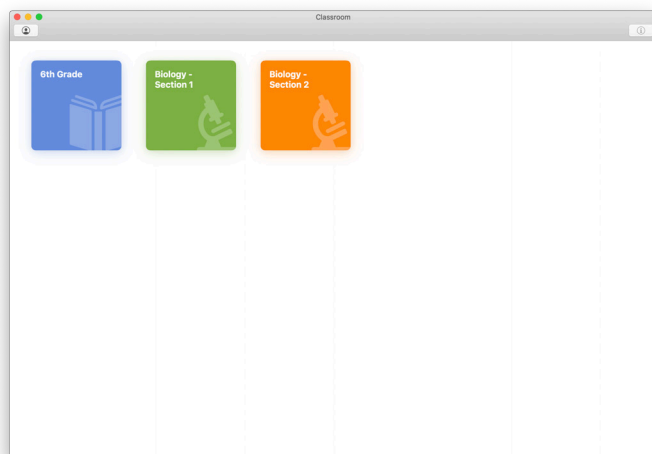 Classroom
6th Grade
Biology -
Section 1
Biology -
Section 2